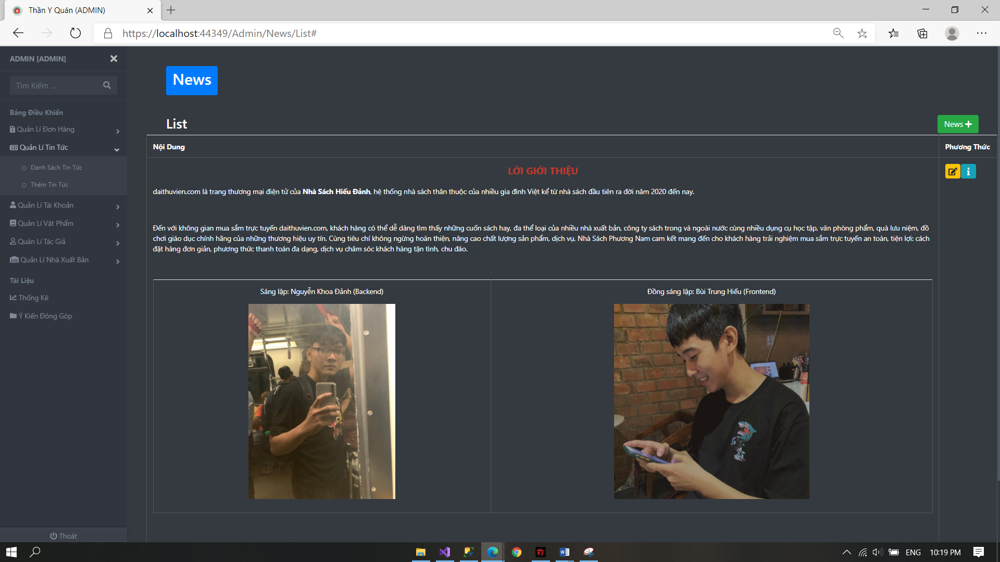 Thần Y Quán (ADMIN)
https://localhost:44349/Admin/News/List#
ADMIN [ADMIN]
Tìm Kiếm ...
Bảng Điều Khiển
Quản Lí Đơn Hàng
Quản Lí Tin Tức
Danh Sách Tin Tức
Thêm Tin Tức
Quản Lí Tài Khoản
Quản Lí Vật Phẩm
Quản Lí Tác Giả
Quản Lí Nhà Xuất Bản
Tài Liệu
Thống Kê
Ý Kiến Đóng Góp
Thoát
News
List
News
Nội Dung
Phương Thức
LỜI GIỚI THIỆU
daithuvien.com là trang thương mại điện tử của Nhà Sách Hiếu Đảnh, hệ thống nhà sách thân thuộc của nhiều gia đình Việt kể từ nhà sách đầu tiên ra đời năm 2020 đến nay.
Đến với không gian mua sắm trực tuyến daithuvien.com, khách hàng có thể dễ dàng tìm thấy những cuốn sách hay, đa thể loại của nhiều nhà xuất bản, công ty sách trong và ngoài nước cùng nhiều dụng cụ học tập, văn phòng phẩm, quà lưu niệm, đồ
chơi giáo dục chính hãng của những thương hiệu uy tín. Cùng tiêu chí không ngừng hoàn thiện, nâng cao chất lượng sản phẩm, dịch vụ, Nhà Sách Phương Nam cam kết mang đến cho khách hàng trải nghiệm mua sắm trực tuyến an toàn, tiện lợi: cách
đặt hàng đơn giản, phương thức thanh toán đa dạng, dịch vụ chăm sóc khách hàng tận tình, chu đáo.
Sáng lập: Nguyễn Khoa Đảnh (Backend)
Đồng sáng lập: Bùi Trung Hiếu (Frontend)
ENG
10:19 PM